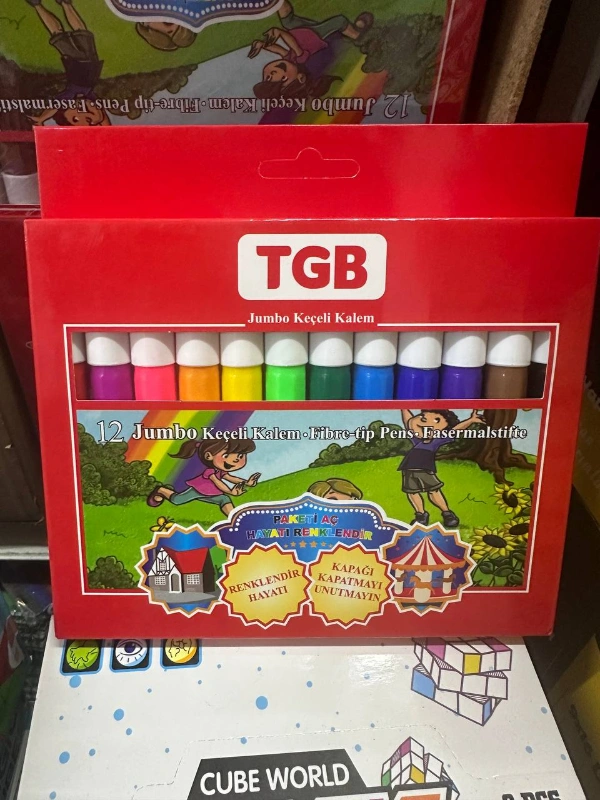 12 Jumbo Keçeli Kalem • Fibre-tip Pens • Fasermalsti
TGB
Jumbo Keçeli Kalem
12 Jumbo Keçeli Kalem • Fibre-tip Pens • Fasermalstifte
PAKETİ AÇ
HAYATI RENKLENDİR
RENKLENDİR
HAYATI
KAPAĞI
KAPATMAYI
UNUTMAYIN
CUBE WORLD